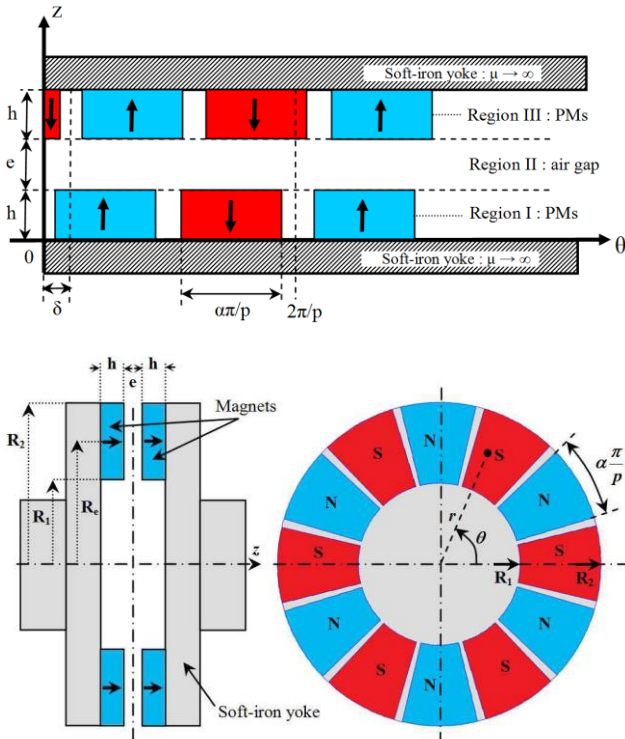 z
Soft-iron yoke : μ → ∞
h
Region III : PMs
e
Region II : air gap
h
Region I : PMs
0
Soft-iron yoke : μ → ∞
θ
δ
απ/p
2π/p
h
e
h
Magnets
R₂
R₁
Rₑ
z
Soft-iron yoke
N
S
S
N
N
α π/p
S
S
r
θ
R₁
R₂
N
N
S
S
N